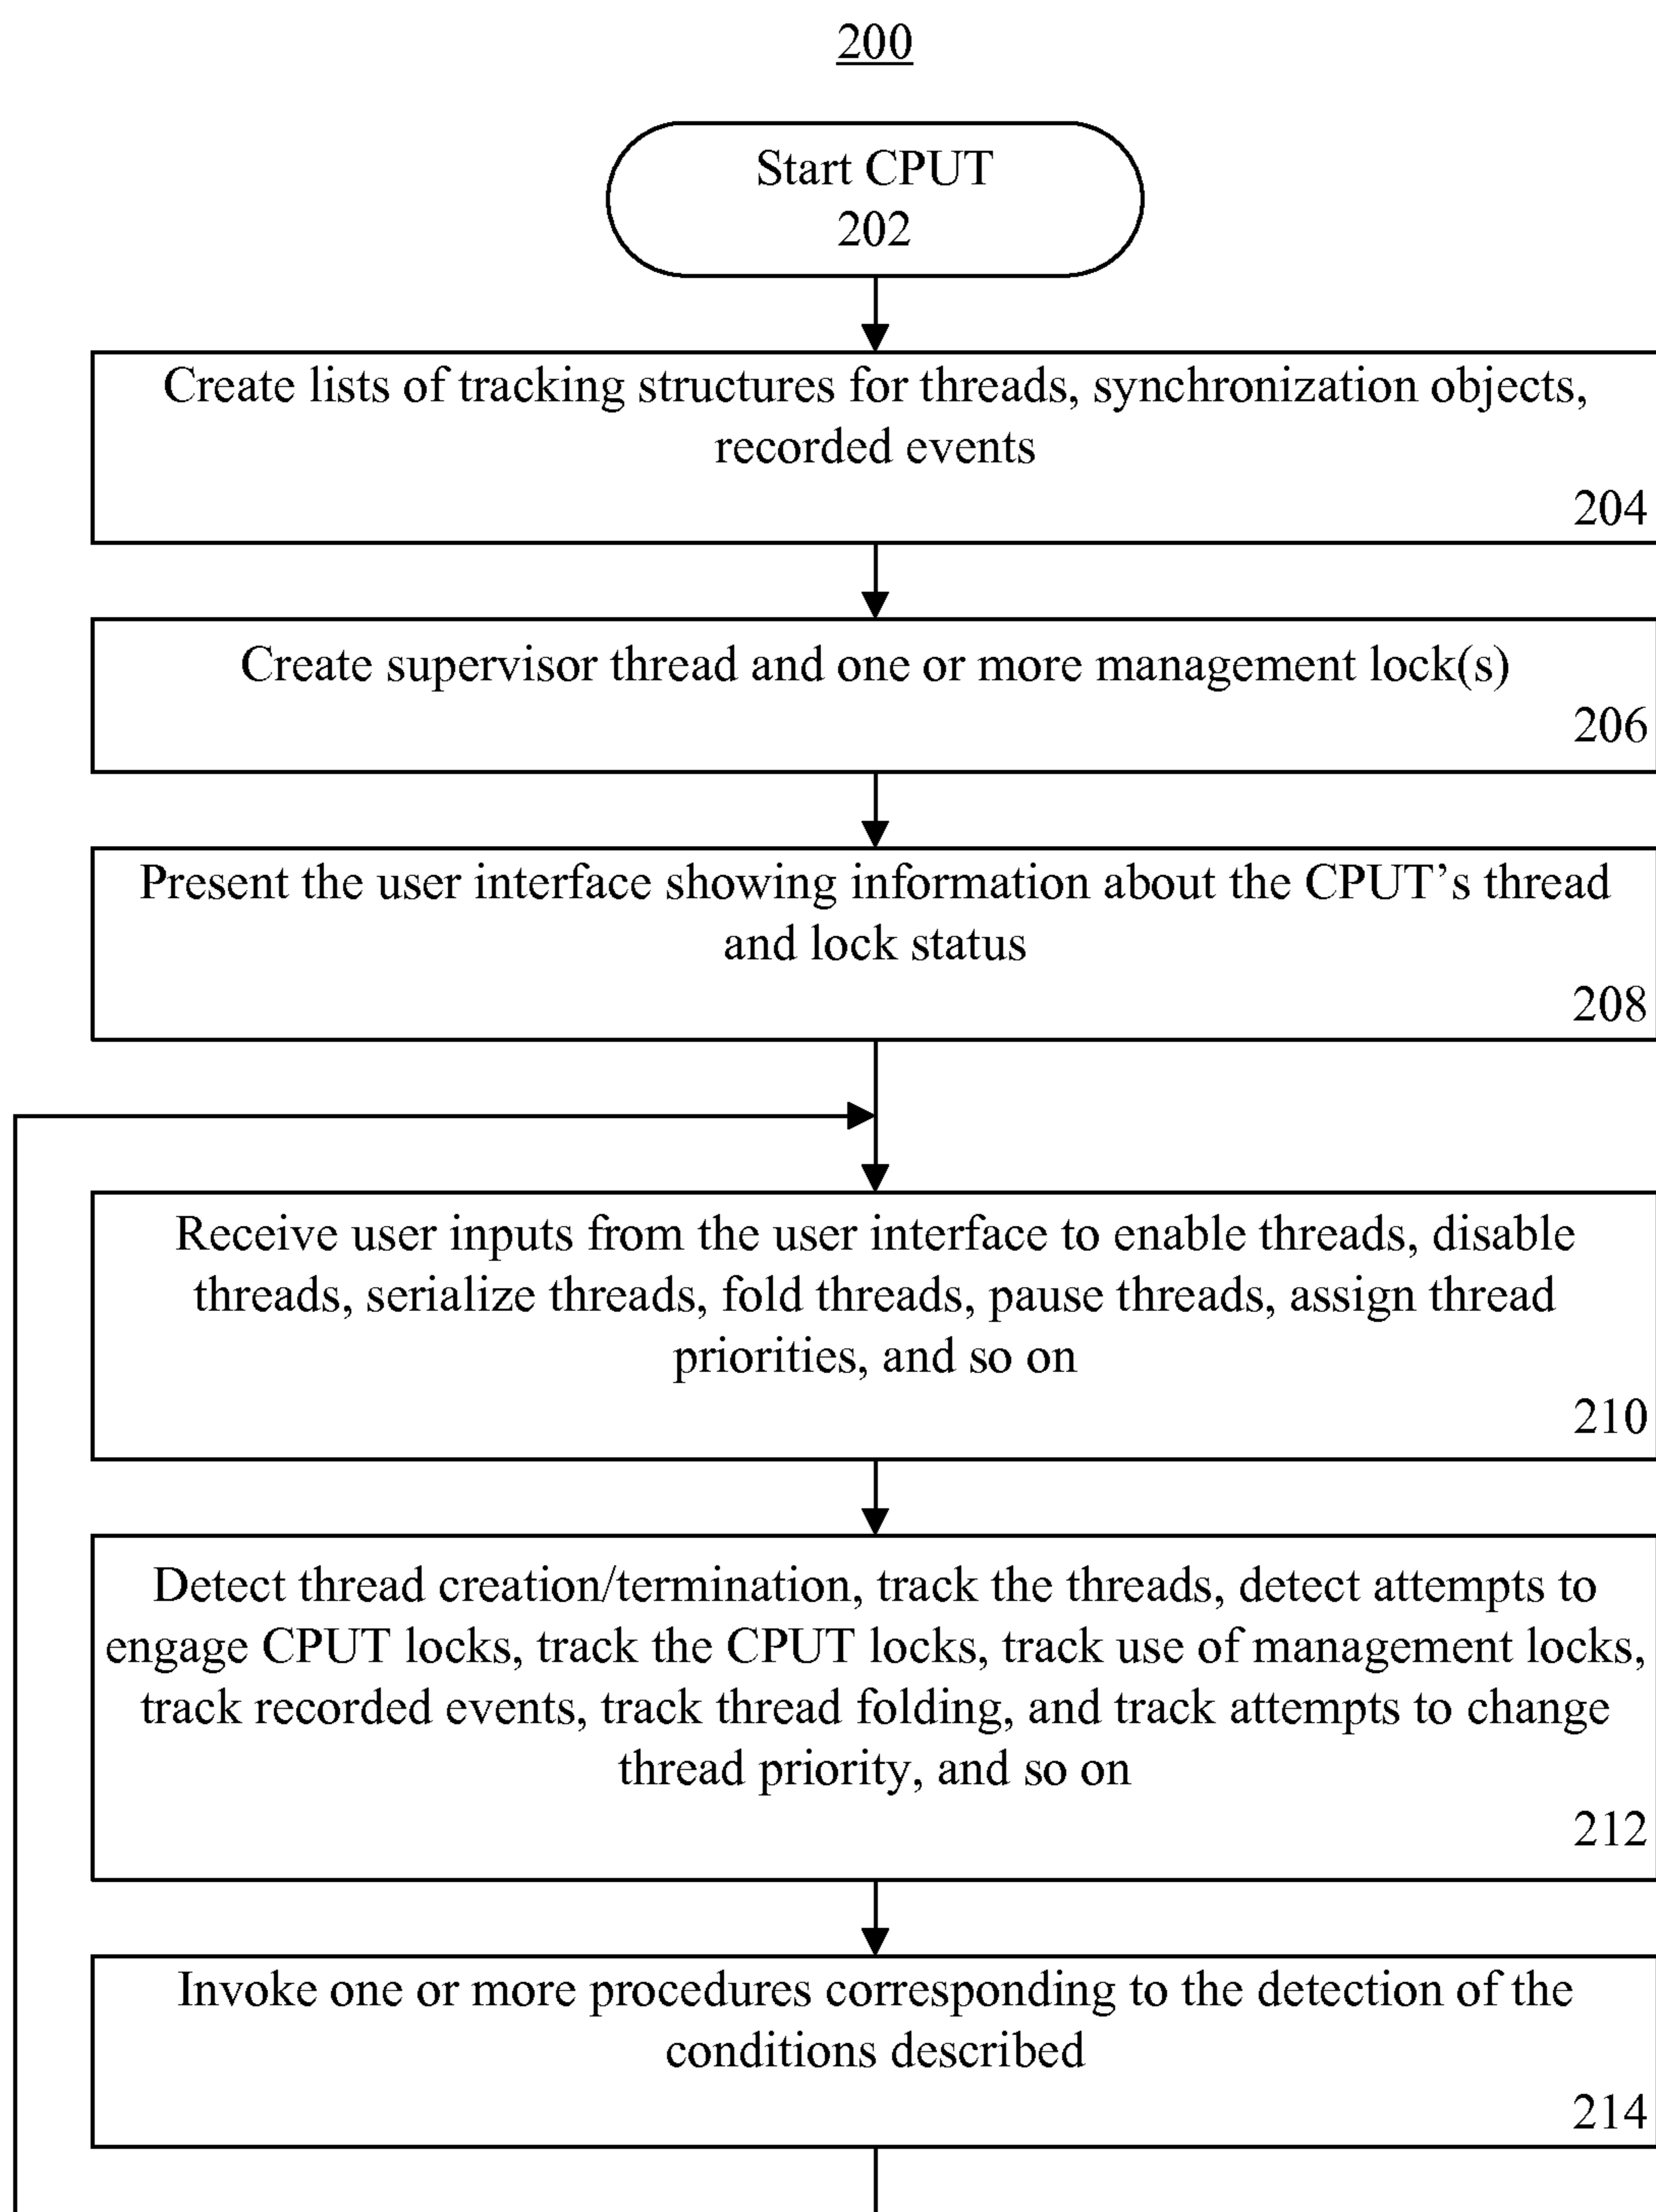 200
Start CPUT
202
Create lists of tracking structures for threads, synchronization objects,
recorded events
204
Create supervisor thread and one or more management lock(s)
206
Present the user interface showing information about the CPUT’s thread
and lock status
208
Receive user inputs from the user interface to enable threads, disable
threads, serialize threads, fold threads, pause threads, assign thread
priorities, and so on
210
Detect thread creation/termination, track the threads, detect attempts to
engage CPUT locks, track the CPUT locks, track use of management locks,
track recorded events, track thread folding, and track attempts to change
thread priority, and so on
212
Invoke one or more procedures corresponding to the detection of the
conditions described
214